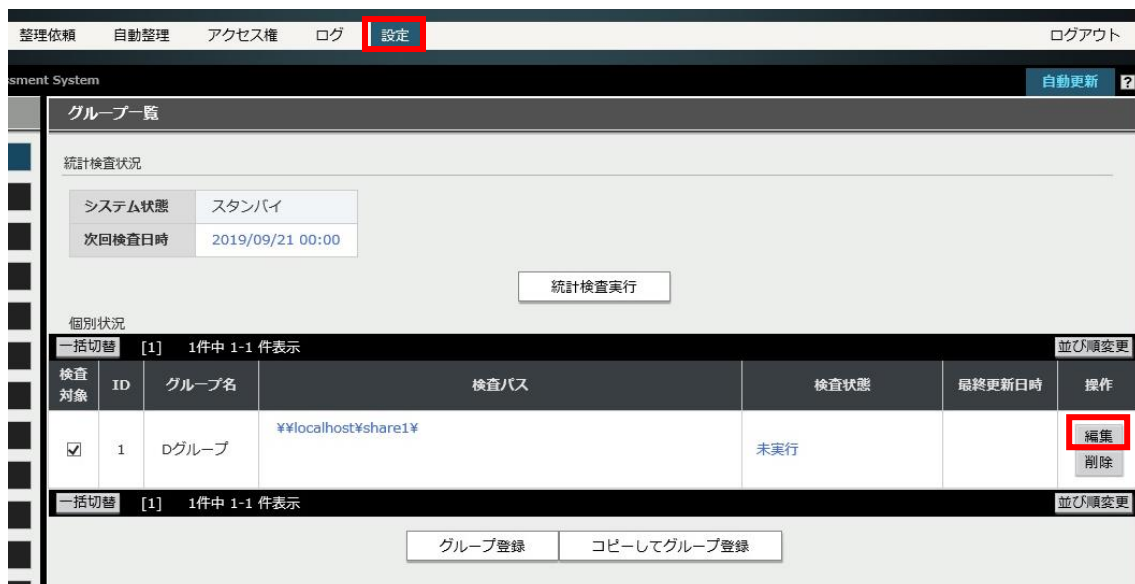 整理依頼 自動整理 アクセス権 ログ 設定 ログアウト
ssment System 自動更新 ?
グループ一覧
統計検査状況
システム状態 スタンバイ
次回検査日時 2019/09/21 00:00
統計検査実行
個別状況
一括切替 [1] 1件中 1-1 件表示 並び順変更
検査対象 ID グループ名 検査パス 検査状態 最終更新日時 操作
1 Dグループ ¥¥localhost¥share1¥ 未実行 編集
削除
一括切替 [1] 1件中 1-1 件表示 並び順変更
グループ登録 コピーしてグループ登録